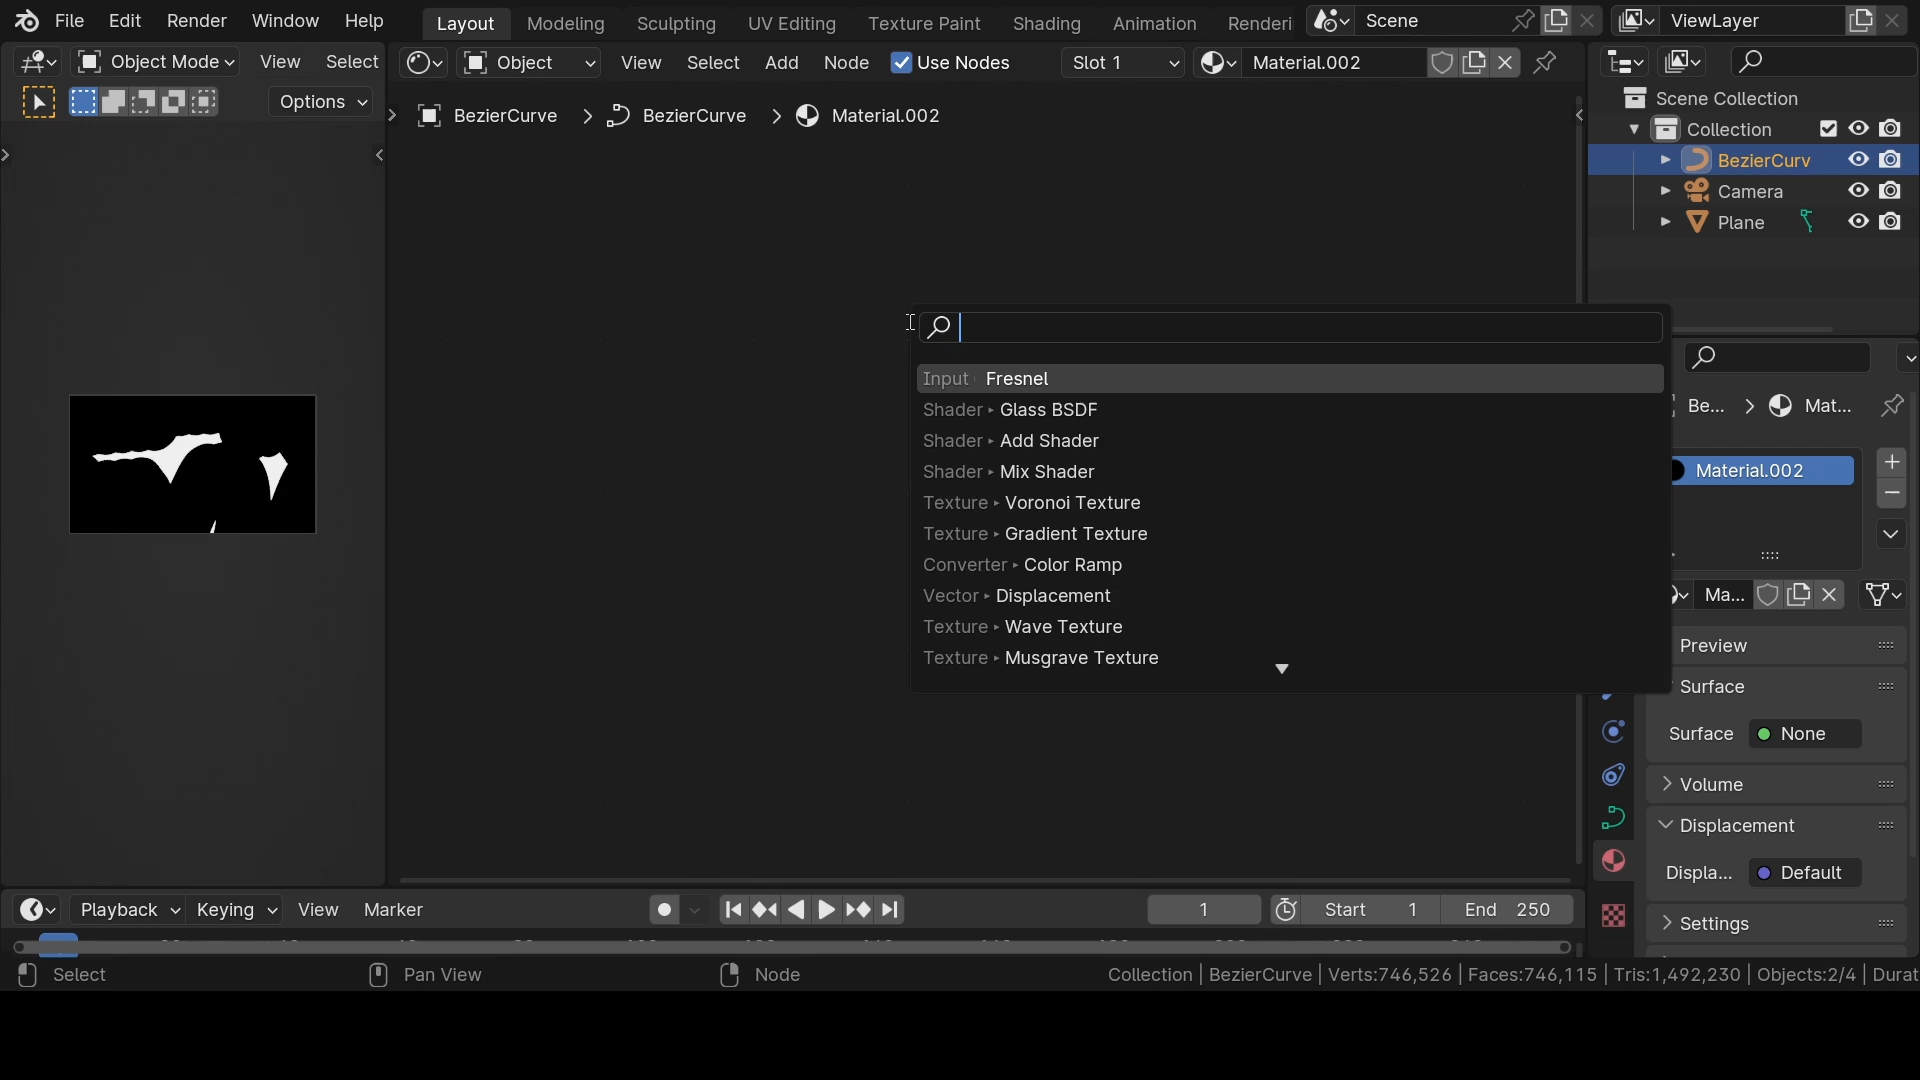 File Edit Render Window Help Layout Modeling Sculpting UV Editing Texture Paint Shading Animation Renderi Scene ViewLayer
Object Mode View Select Object View Select Add Node Use Nodes Slot 1 Material.002
Options
BezierCurve > BezierCurve > Material.002
Scene Collection
Collection
BezierCurv
Camera
Plane
Input Fresnel
Shader ▸ Glass BSDF
Shader ▸ Add Shader
Shader ▸ Mix Shader
Texture ▸ Voronoi Texture
Texture ▸ Gradient Texture
Converter ▸ Color Ramp
Vector ▸ Displacement
Texture ▸ Wave Texture
Texture ▸ Musgrave Texture
Be... > Mat...
Material.002
Ma...
Preview
Surface
Surface None
Volume
Displacement
Displa... Default
Settings
Playback Keying View Marker 1 Start 1 End 250
Select Pan View Node Collection | BezierCurve | Verts:746,526 | Faces:746,115 | Tris:1,492,230 | Objects:2/4 | Durat